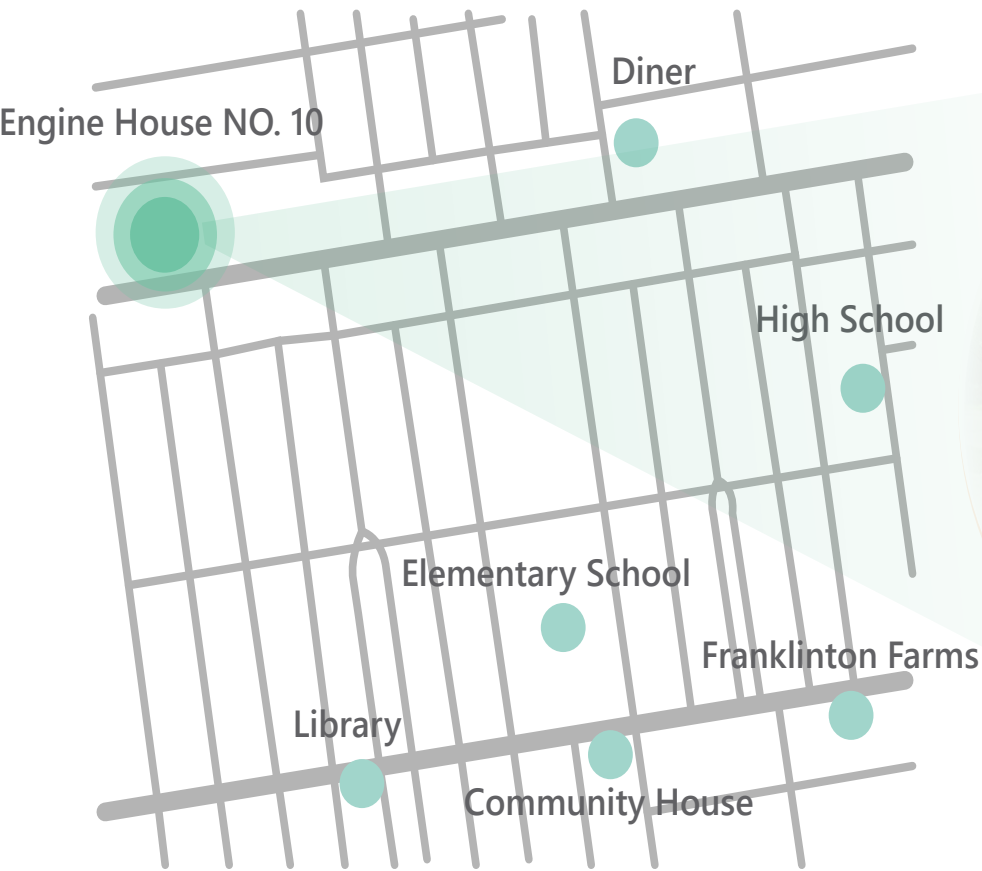 Diner
Engine House NO. 10
High School
Elementary School
Franklinton Farms
Library
Community House